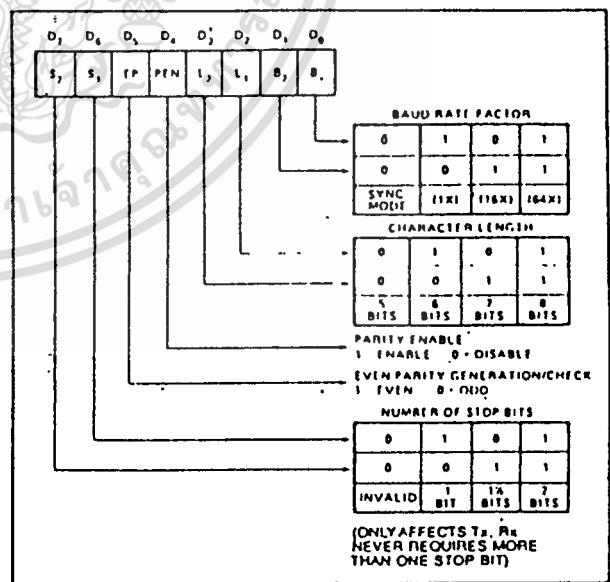 D7 D6 D5 D4 D3 D2 D1 D0
S2 S1 EP PEN L2 L1 B2 B1
BAUD RATE FACTOR
0 1 0 1
0 0 1 1
SYNC MODE (1X) (16X) (64X)
CHARACTER LENGTH
0 1 0 1
0 0 1 1
5 BITS 6 BITS 7 BITS 8 BITS
PARITY ENABLE
1 ENABLE 0 - DISABLE
EVEN PARITY GENERATION/CHECK
1 EVEN 0 - ODD
NUMBER OF STOP BITS
0 1 0 1
0 0 1 1
INVALID 1 BIT 1½ BITS 2 BITS
(ONLY AFFECTS Tx, Rx
NEVER REQUIRES MORE
THAN ONE STOP BIT)